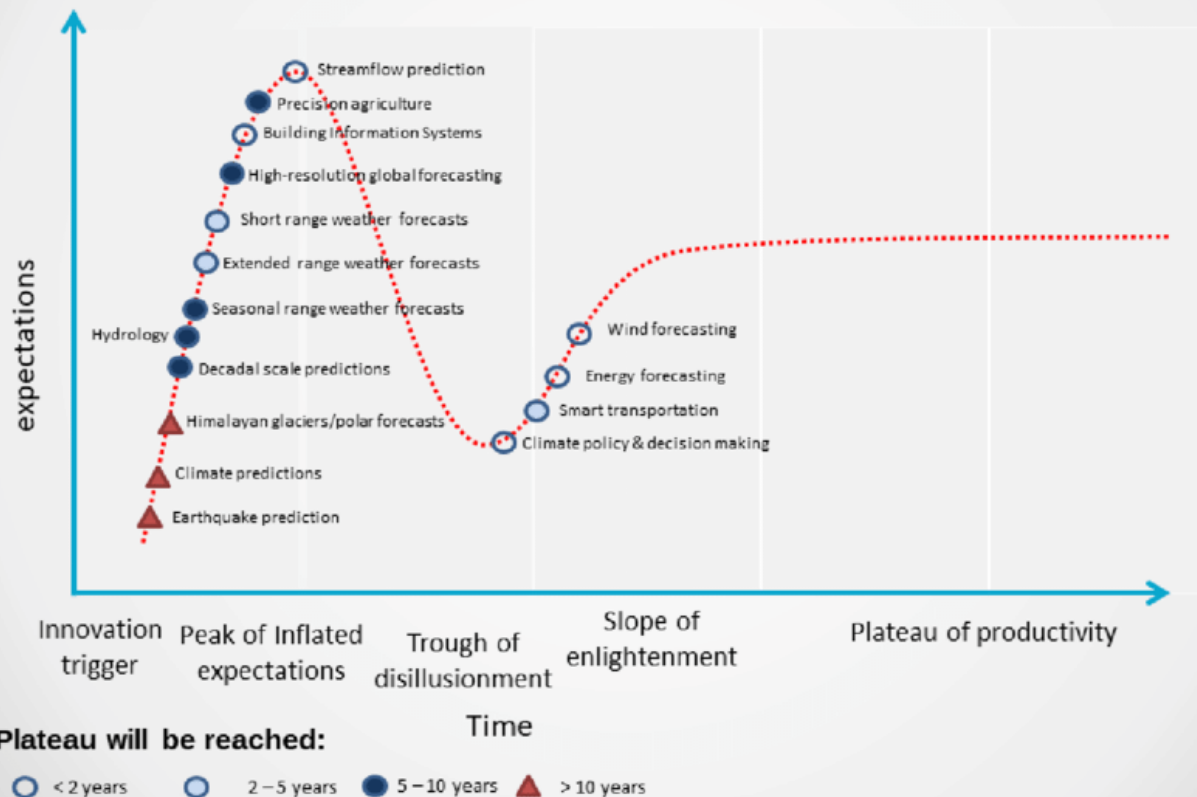 Streamflow prediction
Precision agriculture
Building Information Systems
High-resolution global forecasting
Short range weather forecasts
Extended range weather forecasts
Seasonal range weather forecasts
Hydrology
Decadal scale predictions
Himalayan glaciers/polar forecasts
Climate predictions
Earthquake prediction
Wind forecasting
Energy forecasting
Smart transportation
Climate policy & decision making
expectations
Innovation
trigger
Peak of Inflated
expectations
Trough of
disillusionment
Slope of
enlightenment
Plateau of productivity
Time
Plateau will be reached:
< 2 years
2 – 5 years
5 – 10 years
> 10 years